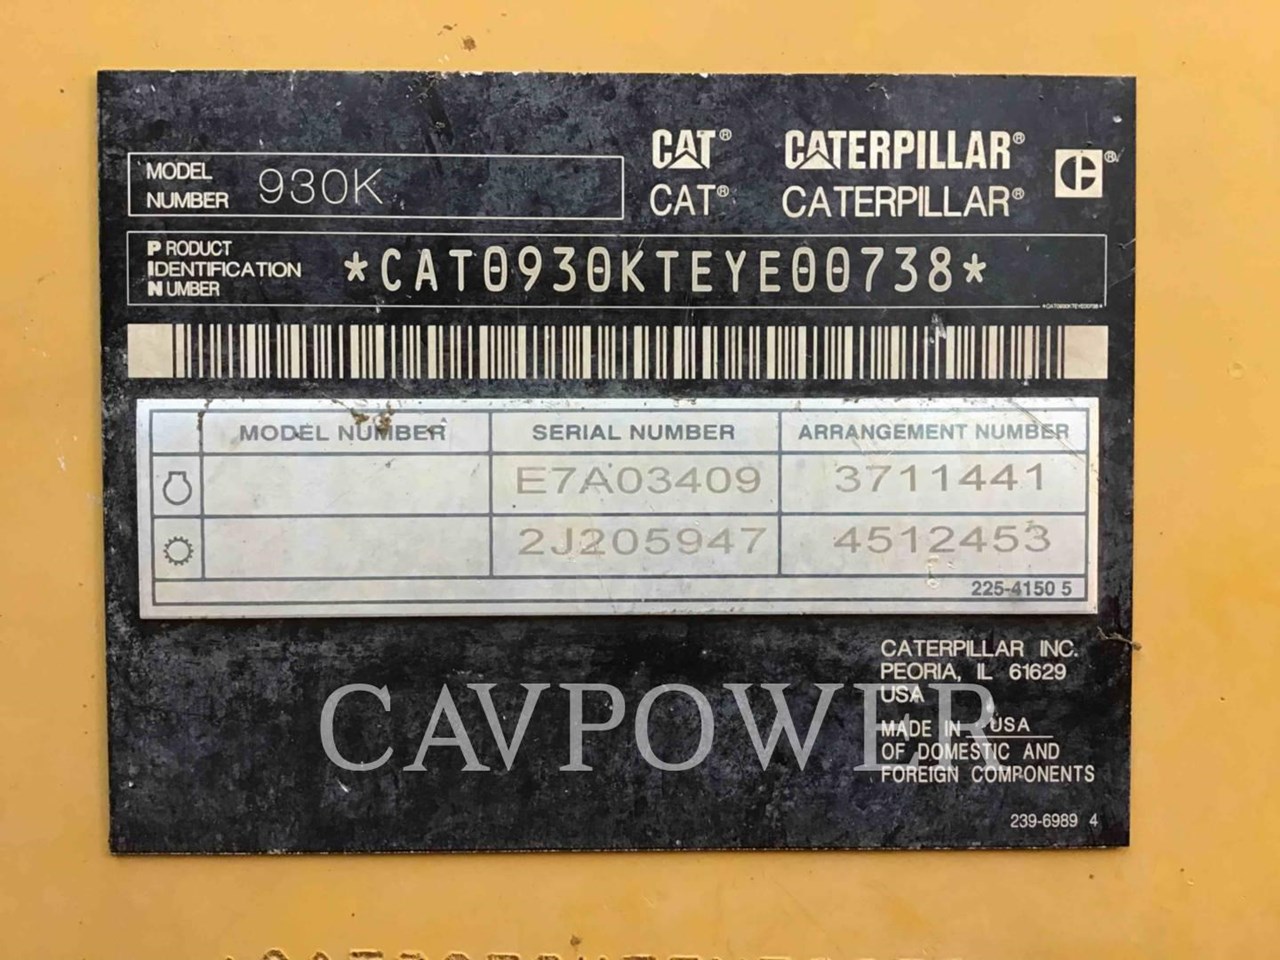 CAT® CATERPILLAR®
MODEL NUMBER 930K
CAT® CATERPILLAR®
PRODUCT IDENTIFICATION NUMBER *CAT0930KTEYE00738*
*CAT0930KTEYE00738*
MODEL NUMBER SERIAL NUMBER ARRANGEMENT NUMBER
E7A03409 3711441
2J205947 4512453
225-4150 5
CATERPILLAR INC.
PEORIA, IL 61629
USA
MADE IN USA
OF DOMESTIC AND
FOREIGN COMPONENTS
239-6989 4
CAVPOWER